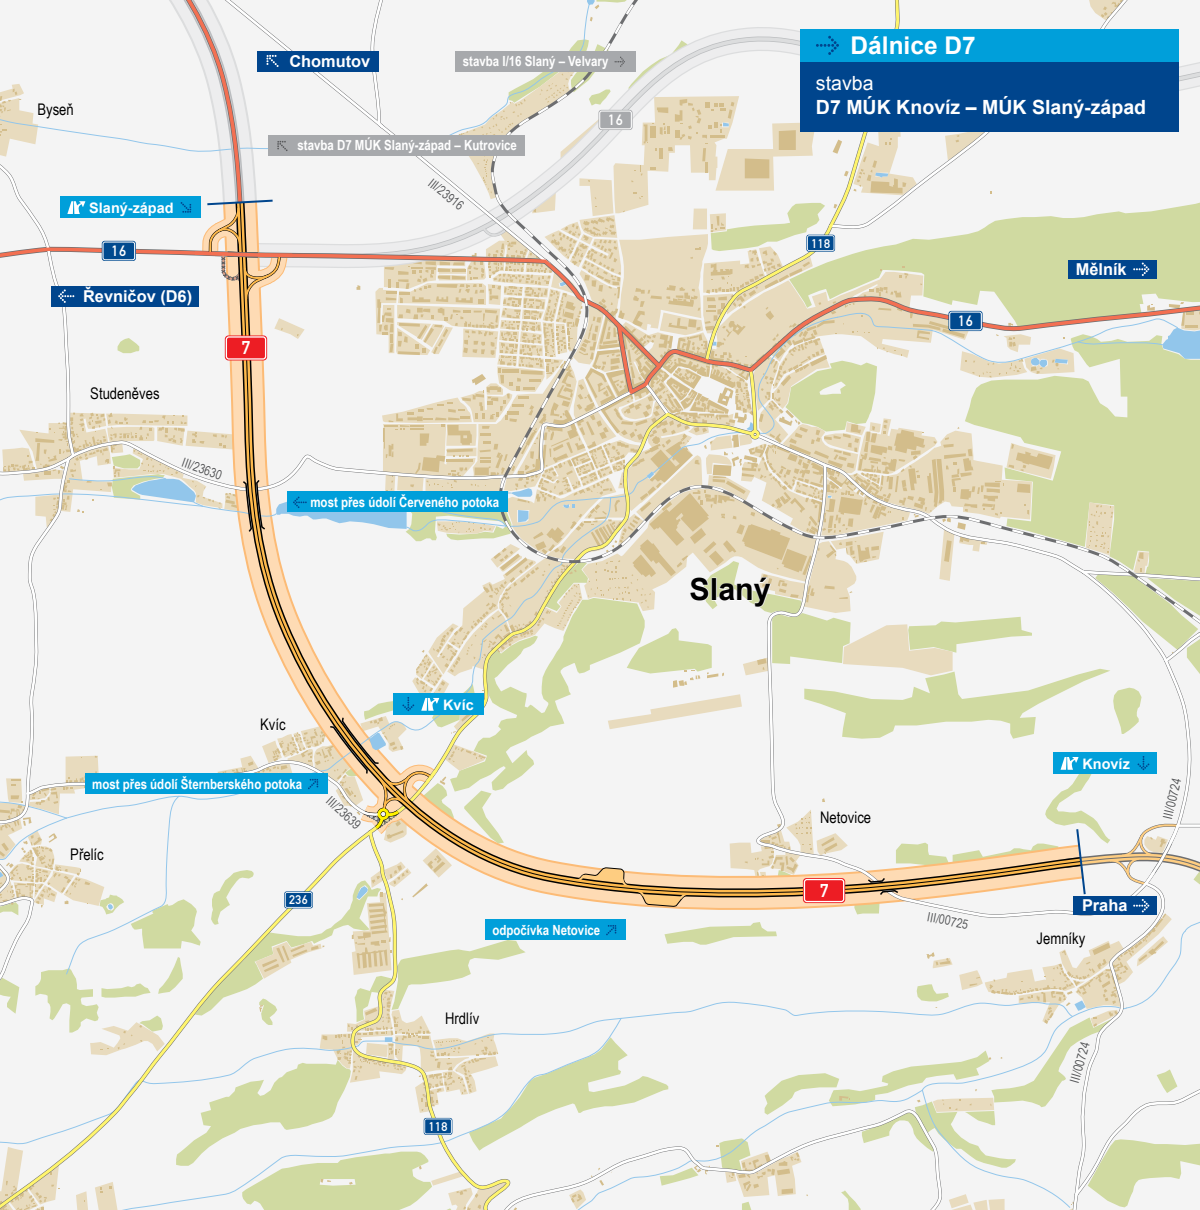 Dálnice D7
stavba
D7 MÚK Knovíz – MÚK Slaný-západ
Chomutov
stavba I/16 Slaný – Velvary
Byseň
16
stavba D7 MÚK Slaný-západ – Kutrovice
III/23916
Slaný-západ
118
16
Mělník
Řevničov (D6)
16
7
Studeněves
III/23630
most přes údolí Červeného potoka
Slaný
Kvíc
Kvíc
most přes údolí Šternberského potoka
III/23639
Knovíz
III/00724
Netovice
Přelíc
7
236
Praha
III/00725
odpočívka Netovice
Jemníky
Hrdlív
III/00724
118